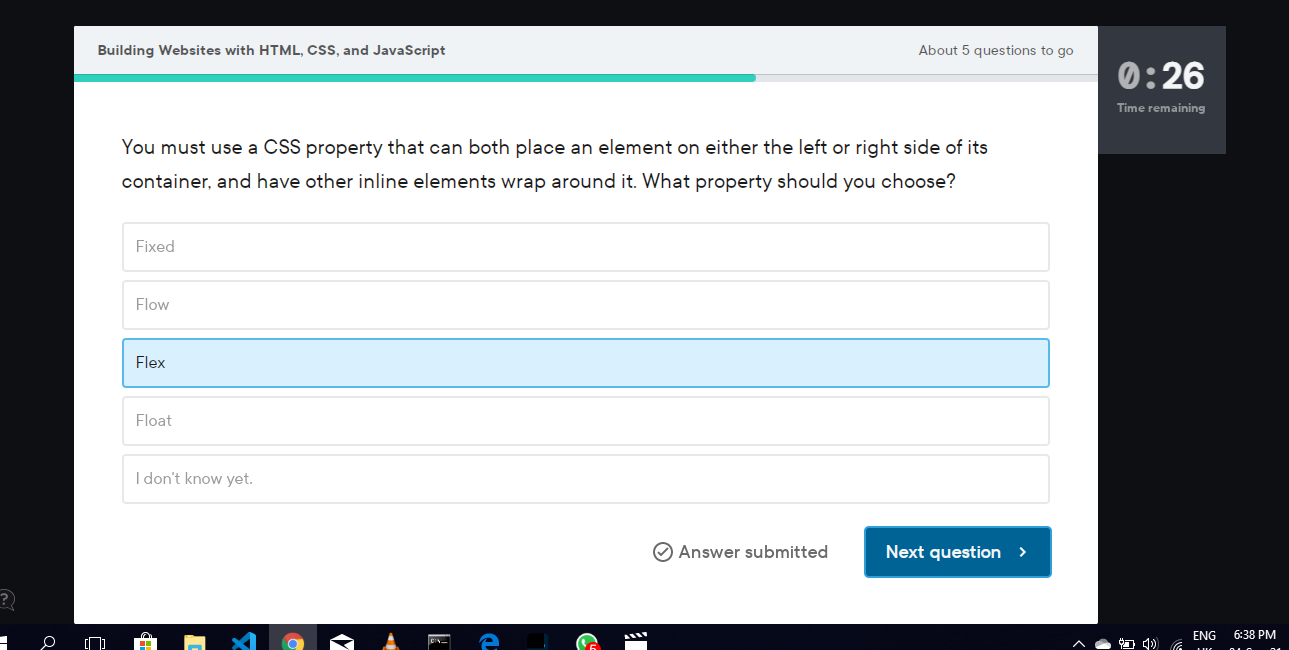 Building Websites with HTML, CSS, and JavaScript
About 5 questions to go
0:26
Time remaining
You must use a CSS property that can both place an element on either the left or right side of its
container, and have other inline elements wrap around it. What property should you choose?
Fixed
Flow
Flex
Float
I don't know yet.
Answer submitted
Next question
ENG
6:38 PM